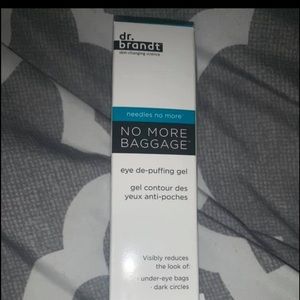 dr.
brandt
skin changing science
needles no more
NO MORE
BAGGAGE™
eye de-puffing gel
gel contour des
yeux anti-poches
Visibly reduces
the look of:
under-eye bags
dark circles